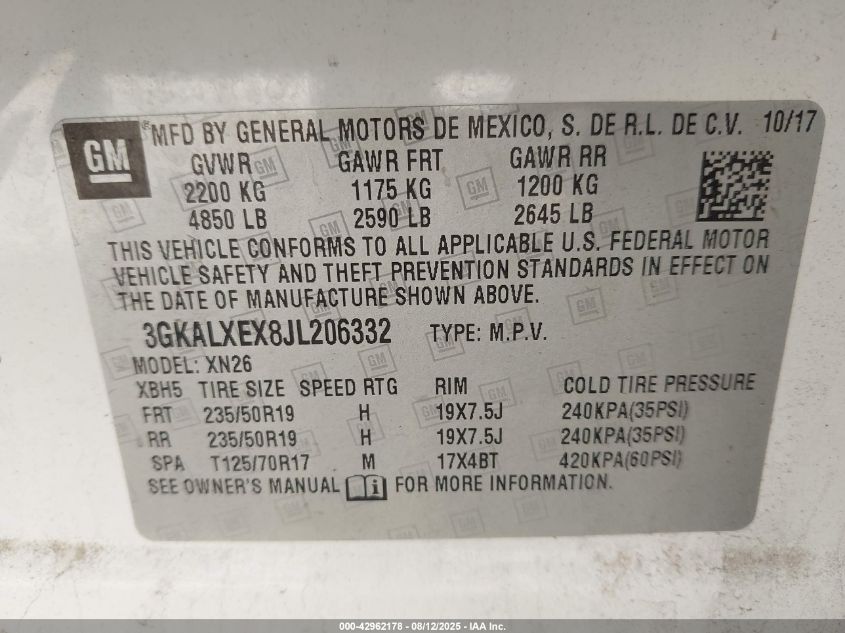 GM
MFD BY GENERAL MOTORS DE MEXICO, S. DE R.L. DE C.V. 10/17
GVWR GAWR FRT GAWR RR
2200 KG 1175 KG 1200 KG
4850 LB 2590 LB 2645 LB
THIS VEHICLE CONFORMS TO ALL APPLICABLE U.S. FEDERAL MOTOR
VEHICLE SAFETY AND THEFT PREVENTION STANDARDS IN EFFECT ON
THE DATE OF MANUFACTURE SHOWN ABOVE.
3GKALXEX8JL206332 TYPE: M.P.V.
MODEL: XN26
XBH5 TIRE SIZE SPEED RTG RIM COLD TIRE PRESSURE
FRT 235/50R19 H 19X7.5J 240KPA(35PSI)
RR 235/50R19 H 19X7.5J 240KPA(35PSI)
SPA T125/70R17 M 17X4BT 420KPA(60PSI)
SEE OWNER'S MANUAL FOR MORE INFORMATION.
000-42962178 - 08/12/2025 - IAA Inc.